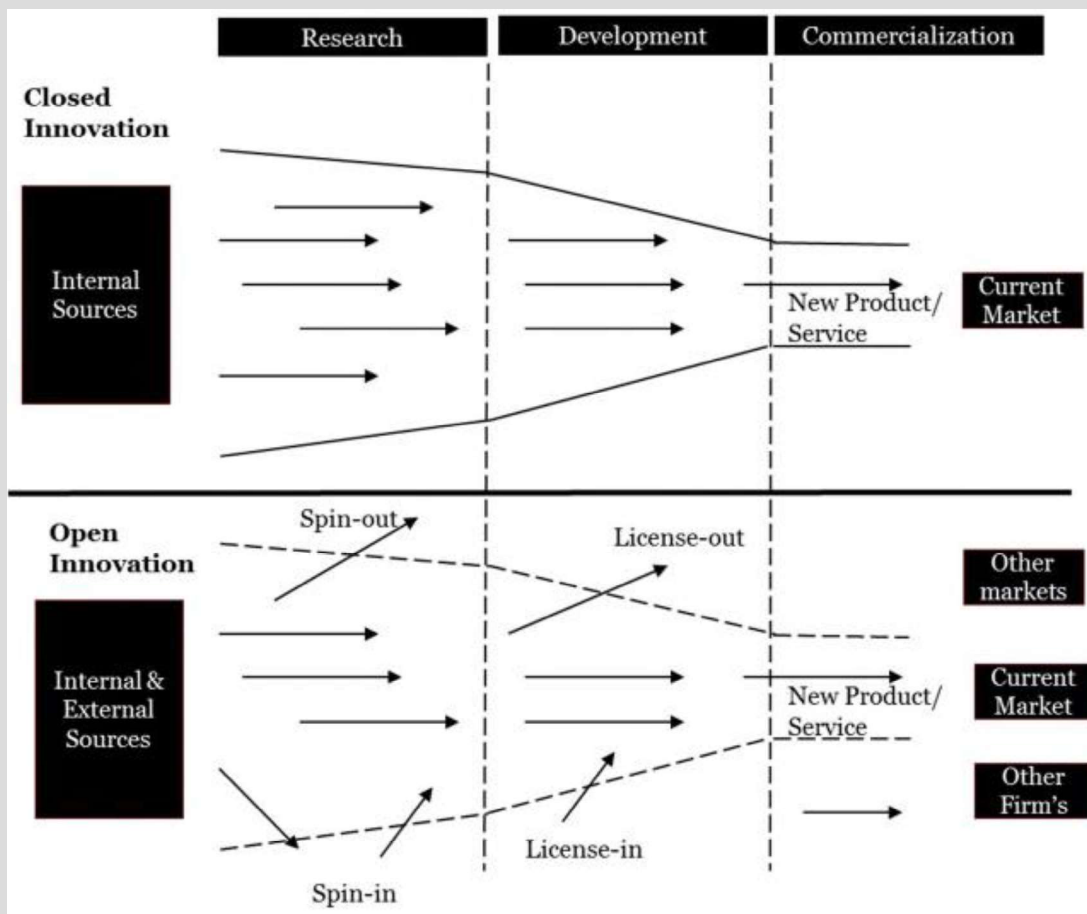 Research
Development
Commercialization
Closed
Innovation
Internal
Sources
New Product/
Service
Current
Market
Open
Innovation
Spin-out
License-out
Other
markets
Internal &
External
Sources
New Product/
Service
Current
Market
Other
Firm's
License-in
Spin-in